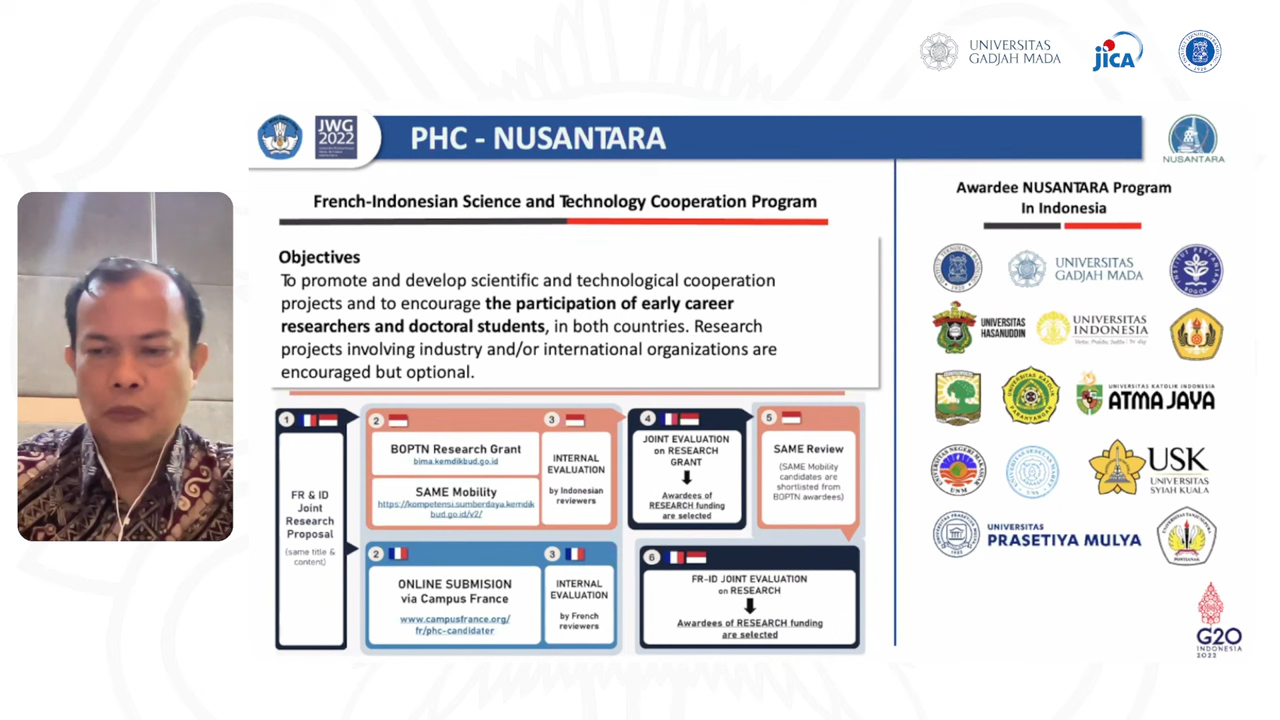 UNIVERSITAS
GADJAH MADA
JICA
JWG
2022
PHC - NUSANTARA
NUSANTARA
French-Indonesian Science and Technology Cooperation Program
Objectives
To promote and develop scientific and technological cooperation
projects and to encourage the participation of early career
researchers and doctoral students, in both countries. Research
projects involving industry and/or international organizations are
encouraged but optional.
1
FR & ID
Joint
Research
Proposal
(same title &
content)
2
BOPTN Research Grant
bima.kemdikbud.go.id
SAME Mobility
https://kompetensi.sumberdaya.kemdik
bud.go.id/v2/
3
INTERNAL
EVALUATION
by Indonesian
reviewers
2
ONLINE SUBMISION
via Campus France
www.campusfrance.org/
fr/phc-candidater
3
INTERNAL
EVALUATION
by French
reviewers
4
JOINT EVALUATION
on RESEARCH
GRANT
Awardees of
RESEARCH funding
are selected
5
SAME Review
(SAME Mobility
candidates are
shortlisted from
BOPTN awardees)
6
FR-ID JOINT EVALUATION
on RESEARCH
Awardees of RESEARCH funding
are selected
Awardee NUSANTARA Program
In Indonesia
UNIVERSITAS
GADJAH MADA
UNIVERSITAS
HASANUDDIN
UNIVERSITAS
INDONESIA
UNIVERSITAS KATOLIK INDONESIA
ATMA JAYA
USK
UNIVERSITAS
SYIAH KUALA
UNIVERSITAS
PRASETIYA MULYA
G20
INDONESIA
2022